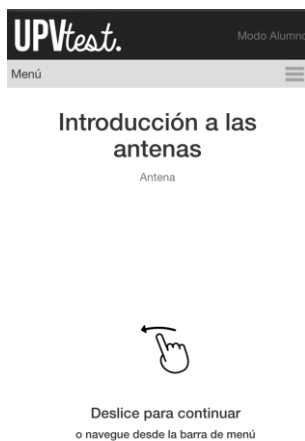 UPVtest.
Modo Alumno
Menú
Introducción a las
antenas
Antena
Deslice para continuar
o navegue desde la barra de menú